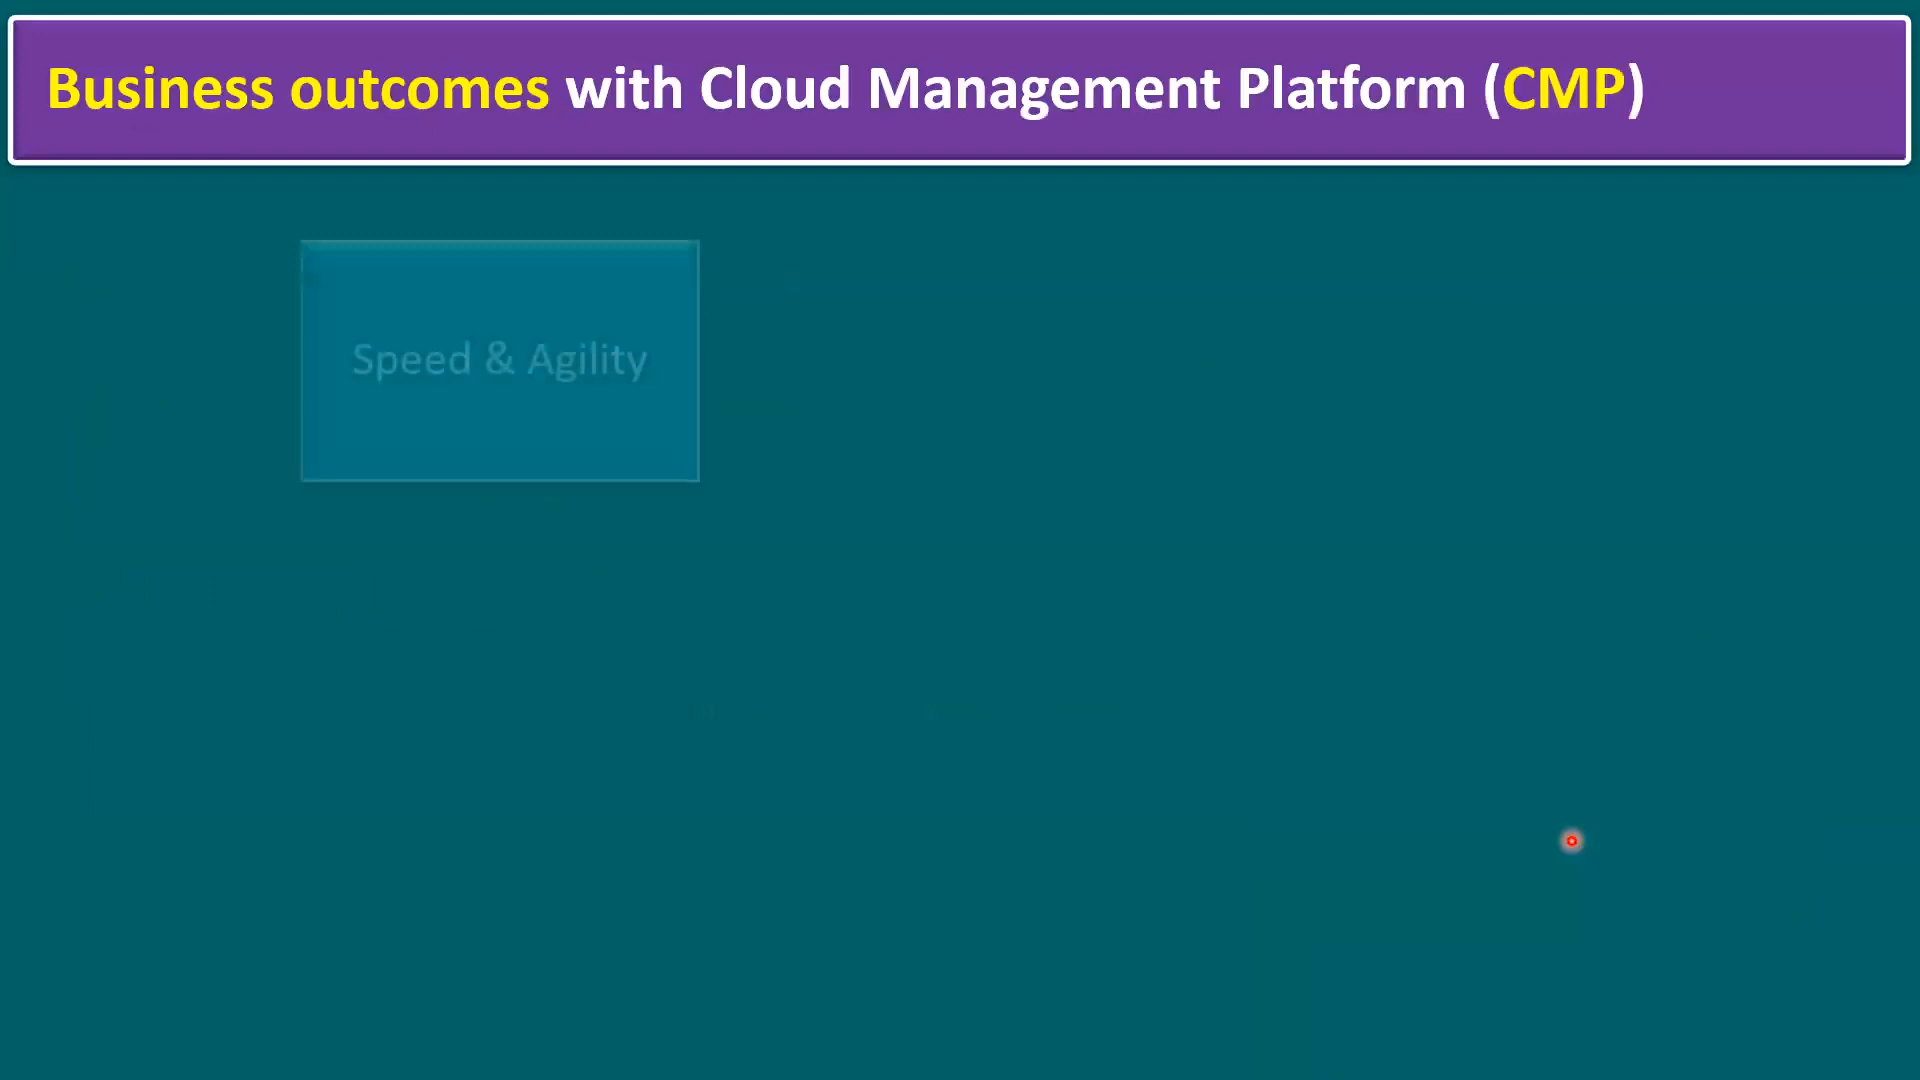 Business outcomes with Cloud Management Platform (CMP)
Speed & Agility